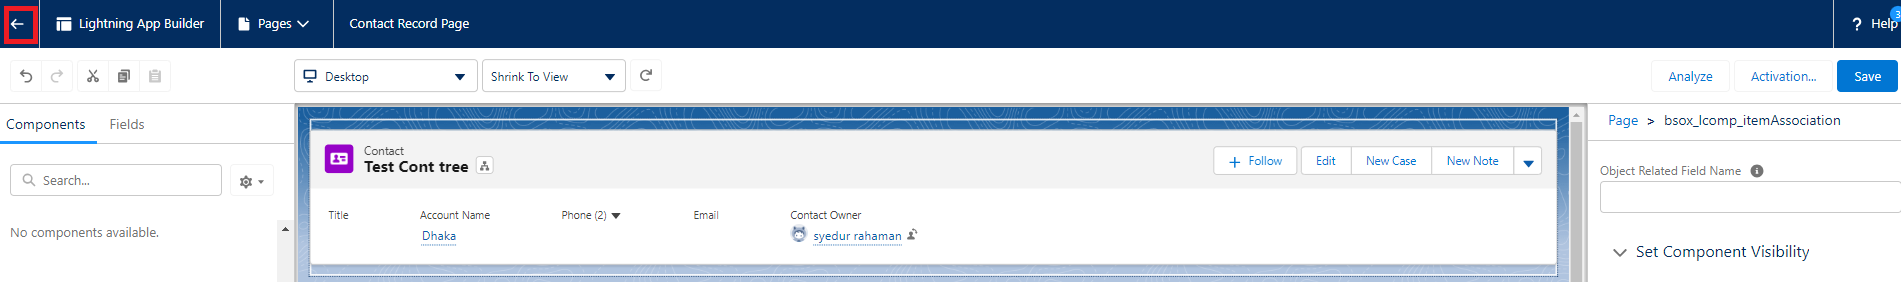 Lightning App Builder
Pages
Contact Record Page
? Help
3
Desktop
Shrink To View
Analyze
Activation...
Save
Components
Fields
Page > bsox_lcomp_itemAssociation
Contact
Test Cont tree
+ Follow
Edit
New Case
New Note
Search...
Object Related Field Name
Title
Account Name
Phone (2)
Email
Contact Owner
No components available.
Dhaka
syedur rahaman
Set Component Visibility